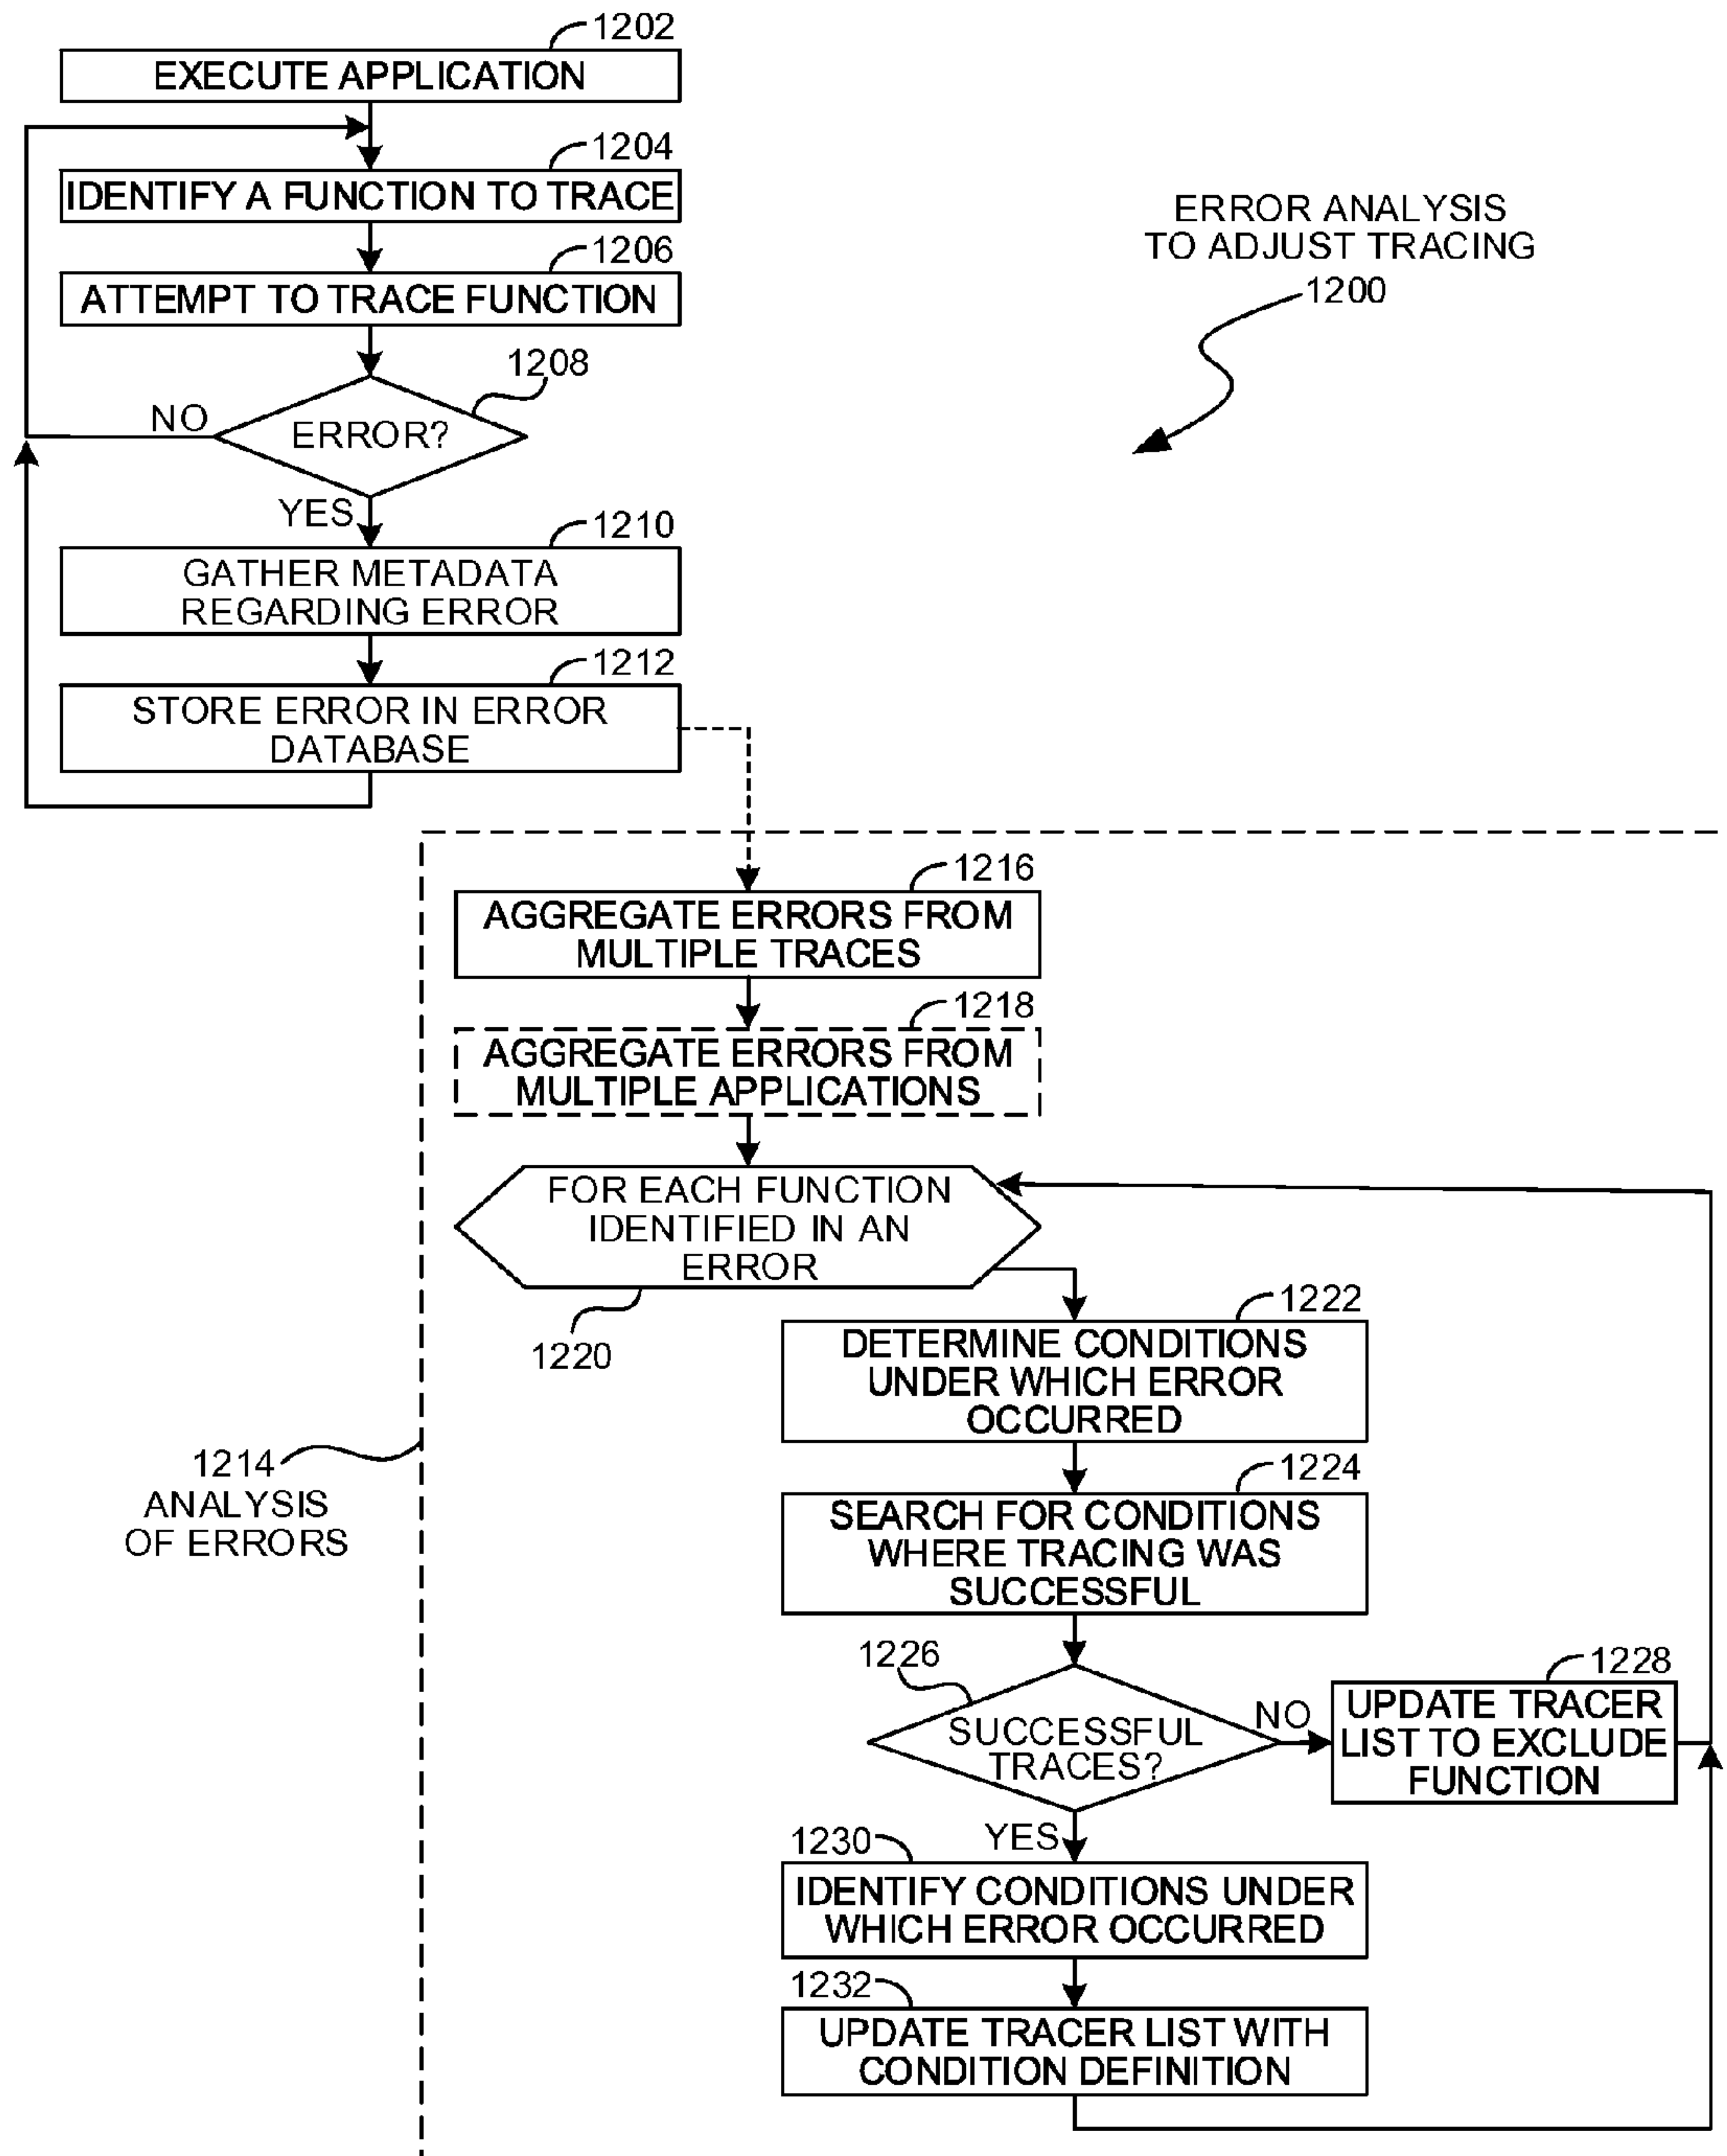 1202
EXECUTE APPLICATION
1204
IDENTIFY A FUNCTION TO TRACE
1206
ATTEMPT TO TRACE FUNCTION
1208
ERROR?
NO
YES
ERROR ANALYSIS
TO ADJUST TRACING
1200
1210
GATHER METADATA
REGARDING ERROR
1212
STORE ERROR IN ERROR
DATABASE
1214
ANALYSIS
OF ERRORS
1216
AGGREGATE ERRORS FROM
MULTIPLE TRACES
1218
AGGREGATE ERRORS FROM
MULTIPLE APPLICATIONS
FOR EACH FUNCTION
IDENTIFIED IN AN
ERROR
1220
1222
DETERMINE CONDITIONS
UNDER WHICH ERROR
OCCURRED
1224
SEARCH FOR CONDITIONS
WHERE TRACING WAS
SUCCESSFUL
1226
SUCCESSFUL
TRACES?
NO
1228
UPDATE TRACER
LIST TO EXCLUDE
FUNCTION
YES
1230
IDENTIFY CONDITIONS UNDER
WHICH ERROR OCCURRED
1232
UPDATE TRACER LIST WITH
CONDITION DEFINITION